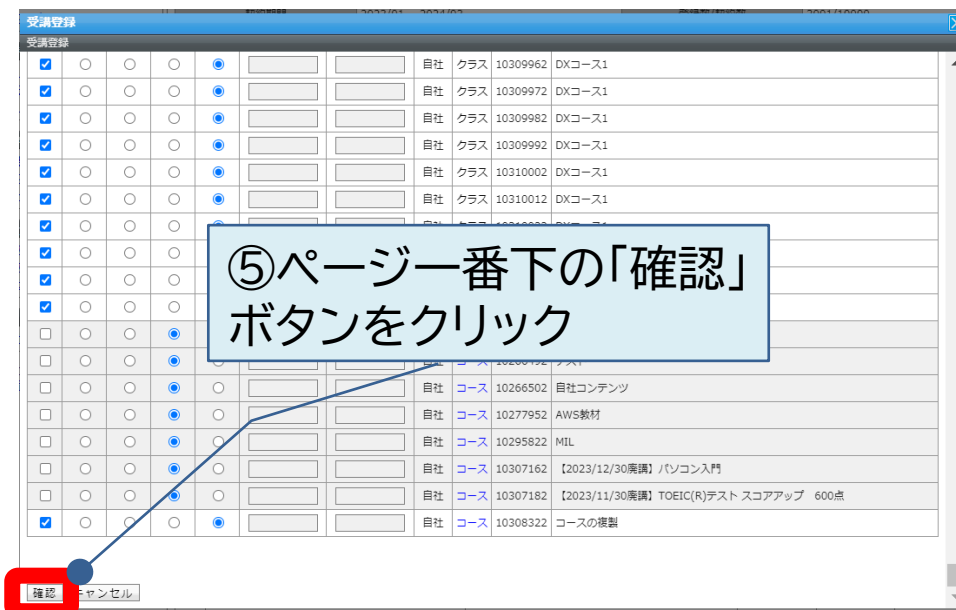 受講登録
受講登録
自社 クラス 10309962 DXコース1
自社 クラス 10309972 DXコース1
自社 クラス 10309982 DXコース1
自社 クラス 10309992 DXコース1
自社 クラス 10310002 DXコース1
自社 クラス 10310012 DXコース1
⑤ページ一番下の「確認」
ボタンをクリック
自社 コース 10266502 自社コンテンツ
自社 コース 10277952 AWS教材
自社 コース 10295822 MIL
自社 コース 10307162 【2023/12/30廃講】パソコン入門
自社 コース 10307182 【2023/11/30廃講】TOEIC(R)テスト スコアアップ 600点
自社 コース 10308322 コースの複製
確認 キャンセル